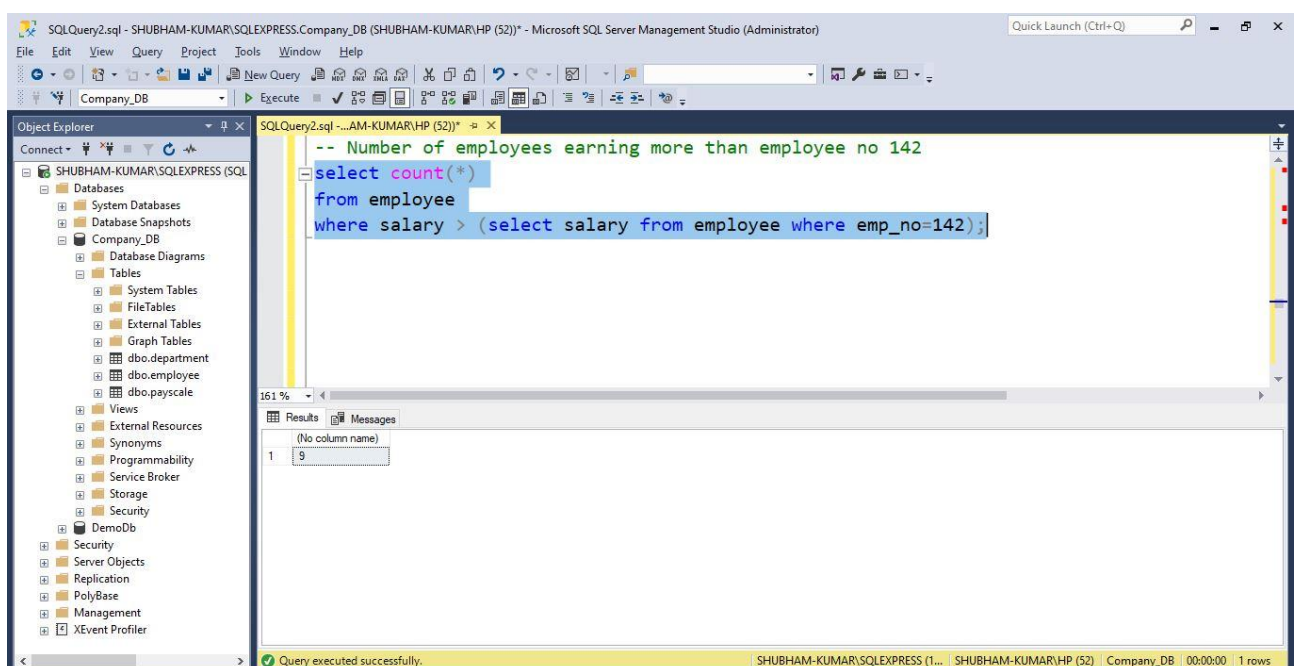 SQLQuery2.sql - SHUBHAM-KUMAR\SQLEXPRESS.Company_DB (SHUBHAM-KUMAR\HP (52))* - Microsoft SQL Server Management Studio (Administrator)
Quick Launch (Ctrl+Q)
File Edit View Query Project Tools Window Help
New Query
Company_DB
Execute
Object Explorer
SQLQuery2.sql -...AM-KUMAR\HP (52))*
Connect
SHUBHAM-KUMAR\SQLEXPRESS (SQL
Databases
System Databases
Database Snapshots
Company_DB
Database Diagrams
Tables
System Tables
FileTables
External Tables
Graph Tables
dbo.department
dbo.employee
dbo.payscale
Views
External Resources
Synonyms
Programmability
Service Broker
Storage
Security
DemoDb
Security
Server Objects
Replication
PolyBase
Management
XEvent Profiler
-- Number of employees earning more than employee no 142
select count(*)
from employee
where salary > (select salary from employee where emp_no=142);
161 %
Results Messages
(No column name)
1 9
Query executed successfully.
SHUBHAM-KUMAR\SQLEXPRESS (1... SHUBHAM-KUMAR\HP (52) Company_DB 00:00:00 1 rows